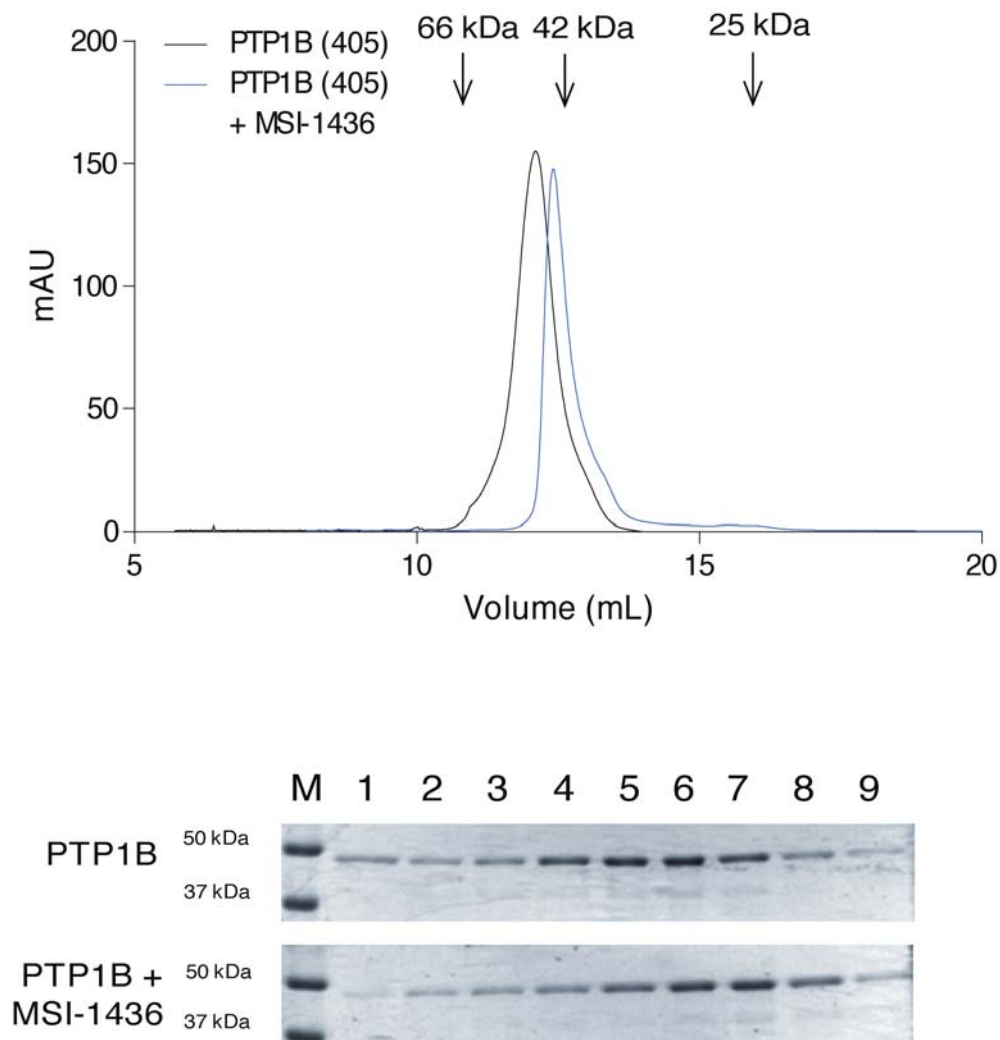 66 kDa 42 kDa 25 kDa
200
PTP1B (405)
PTP1B (405)
+ MSI-1436
150
100
50
0
mAU
5 10 15 20
Volume (mL)
M 1 2 3 4 5 6 7 8 9
PTP1B
50 kDa
37 kDa
PTP1B +
MSI-1436
50 kDa
37 kDa